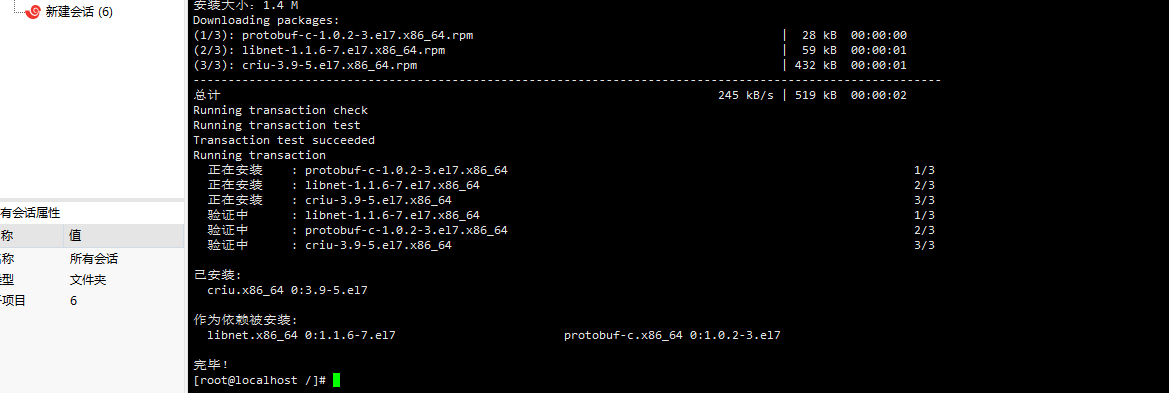 新建会话 (6)
有会话属性
称 值
名称 所有会话
类型 文件夹
子项目 6
安装大小：1.4 M
Downloading packages:
(1/3): protobuf-c-1.0.2-3.el7.x86_64.rpm | 28 kB 00:00:00
(2/3): libnet-1.1.6-7.el7.x86_64.rpm | 59 kB 00:00:01
(3/3): criu-3.9-5.el7.x86_64.rpm | 432 kB 00:00:01
--------------------------------------------------------------------------------
总计 245 kB/s | 519 kB 00:00:02
Running transaction check
Running transaction test
Transaction test succeeded
Running transaction
正在安装 : protobuf-c-1.0.2-3.el7.x86_64 1/3
正在安装 : libnet-1.1.6-7.el7.x86_64 2/3
正在安装 : criu-3.9-5.el7.x86_64 3/3
验证中 : libnet-1.1.6-7.el7.x86_64 1/3
验证中 : protobuf-c-1.0.2-3.el7.x86_64 2/3
验证中 : criu-3.9-5.el7.x86_64 3/3
已安装:
criu.x86_64 0:3.9-5.el7
作为依赖被安装:
libnet.x86_64 0:1.1.6-7.el7 protobuf-c.x86_64 0:1.0.2-3.el7
完毕！
[root@localhost /]#